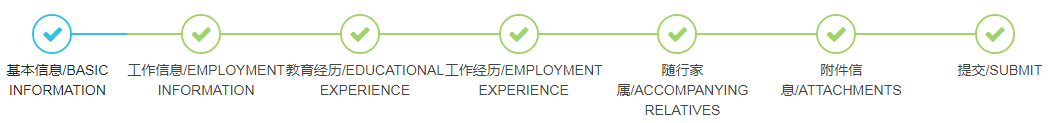 基本信息/BASIC
INFORMATION
工作信息/EMPLOYMENT
INFORMATION
教育经历/EDUCATIONAL
EXPERIENCE
工作经历/EMPLOYMENT
EXPERIENCE
随行家
属/ACCOMPANYING
RELATIVES
附件信
息/ATTACHMENTS
提交/SUBMIT